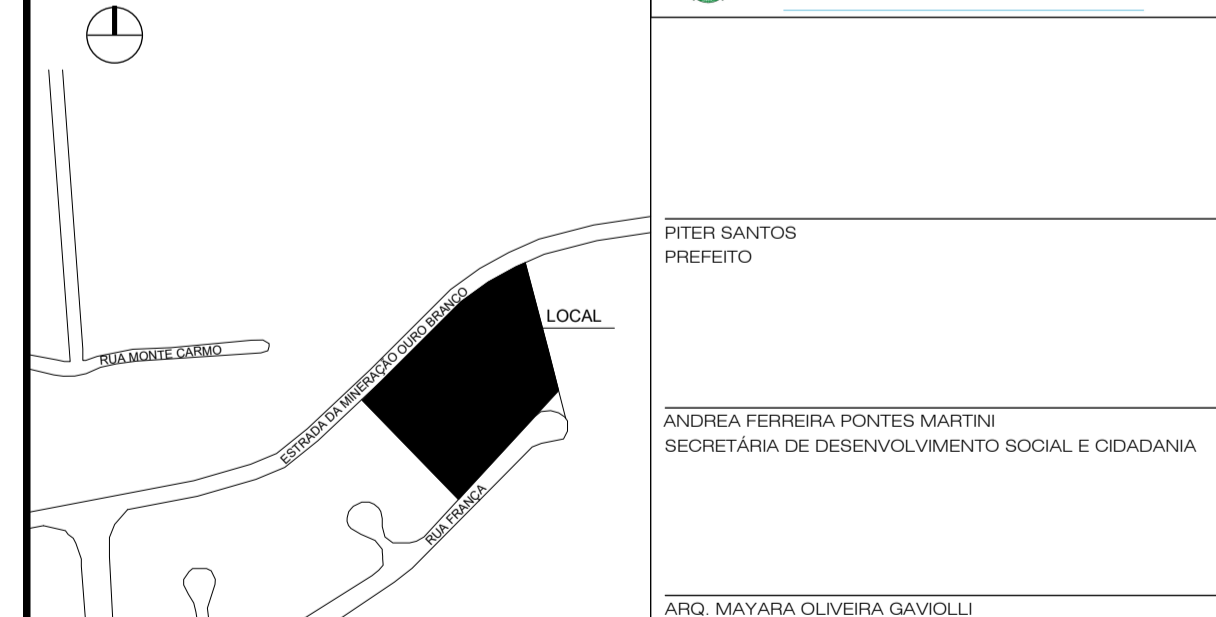 RUA MONTE CARMO
ESTRADA DA MINERAÇÃO OURO BRANCO
LOCAL
RUA FRANÇA
PITER SANTOS
PREFEITO
ANDREA FERREIRA PONTES MARTINI
SECRETÁRIA DE DESENVOLVIMENTO SOCIAL E CIDADANIA
ARQ. MAYARA OLIVEIRA GAVIOLLI